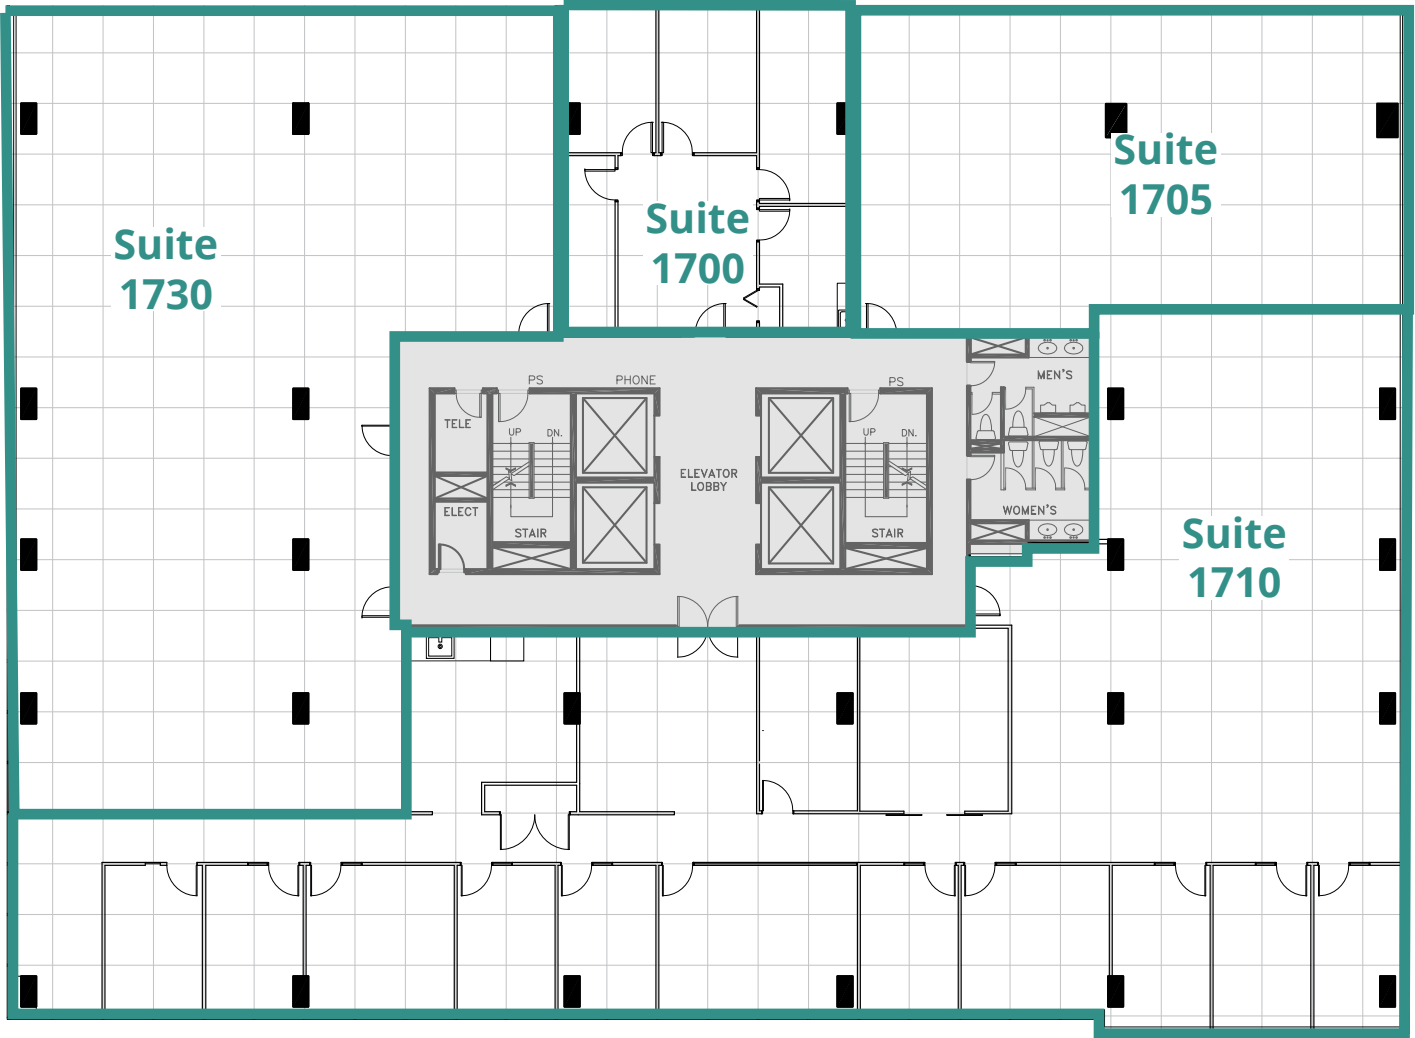 Suite
1705
Suite
1700
Suite
1730
MEN'S
PS
PHONE
PS
TELE
UP
DN.
UP
DN.
ELEVATOR
LOBBY
ELECT
WOMEN'S
STAIR
STAIR
Suite
1710